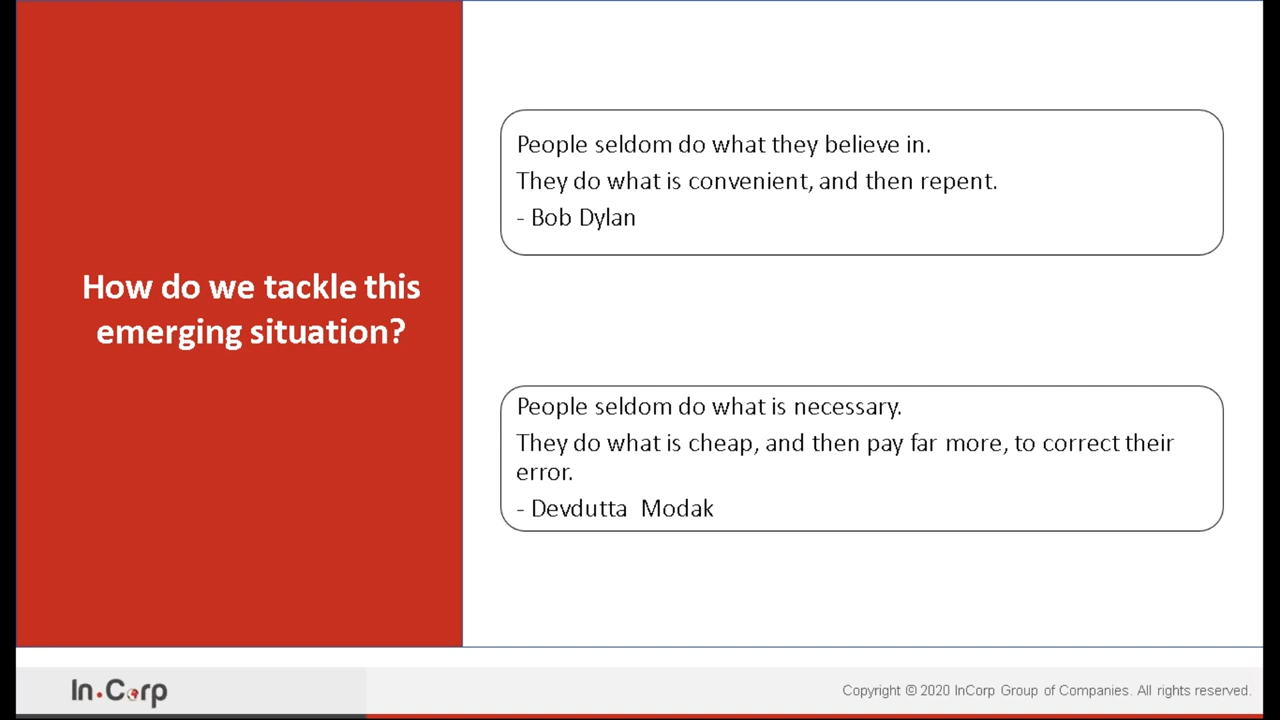 How do we tackle this
emerging situation?
People seldom do what they believe in.
They do what is convenient, and then repent.
- Bob Dylan
People seldom do what is necessary.
They do what is cheap, and then pay far more, to correct their
error.
- Devdutta Modak
In.Corp
Copyright © 2020 InCorp Group of Companies. All rights reserved.